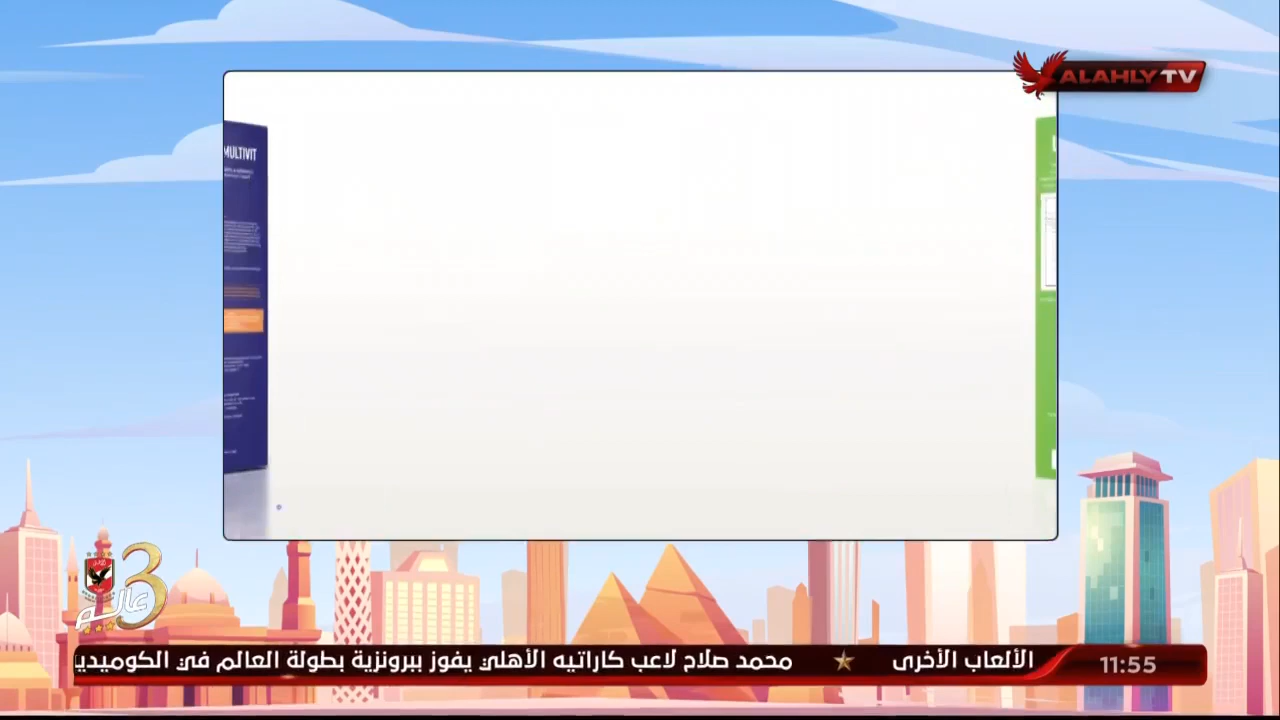 ALAHLY TV
MULTIVIT
3
عالم
الألعاب الأخرى
محمد صلاح لاعب كاراتيه الأهلي يفوز ببرونزية بطولة العالم في الكوميديـ
11:55